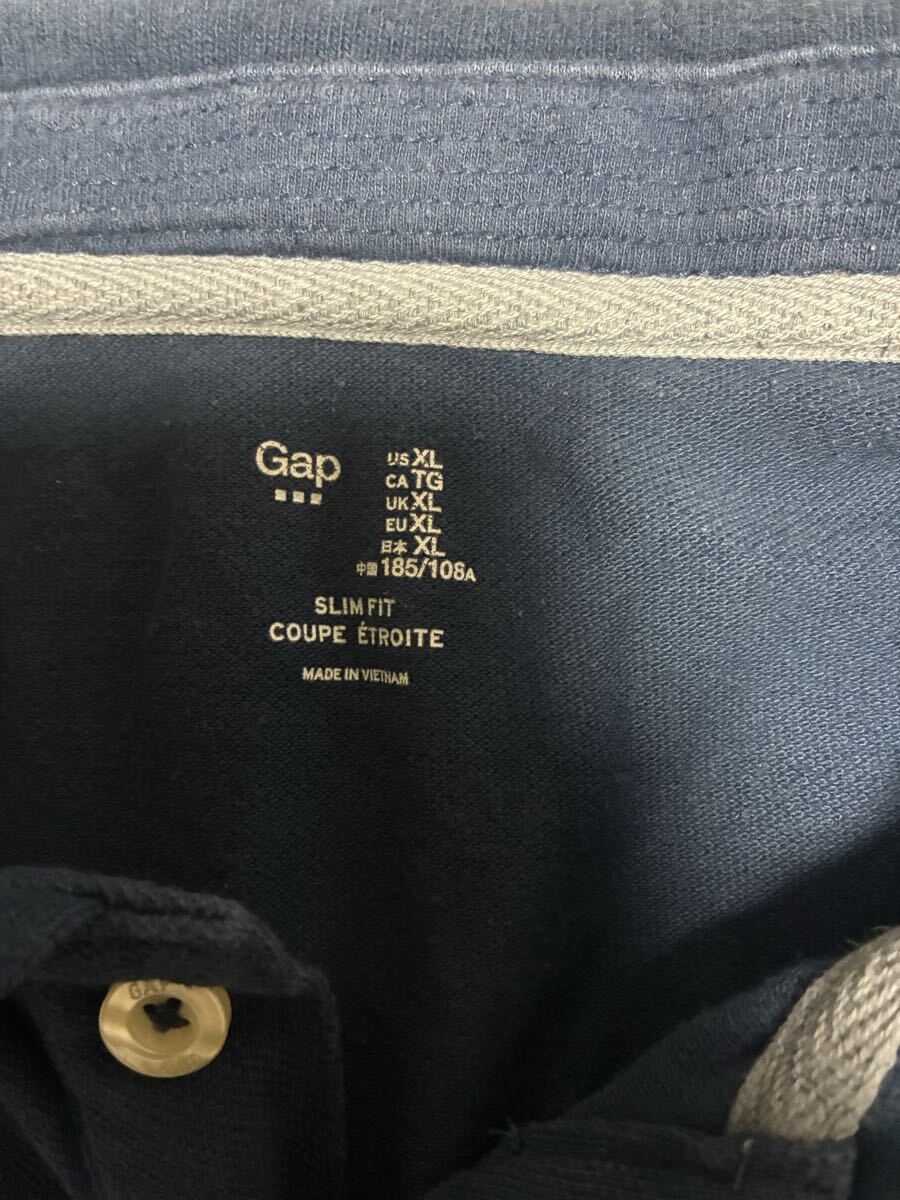 Gap
US XL
CA TG
UK XL
EU XL
日本 XL
中国 185/108A
SLIM FIT
COUPE ÉTROITE
MADE IN VIETNAM
GAP